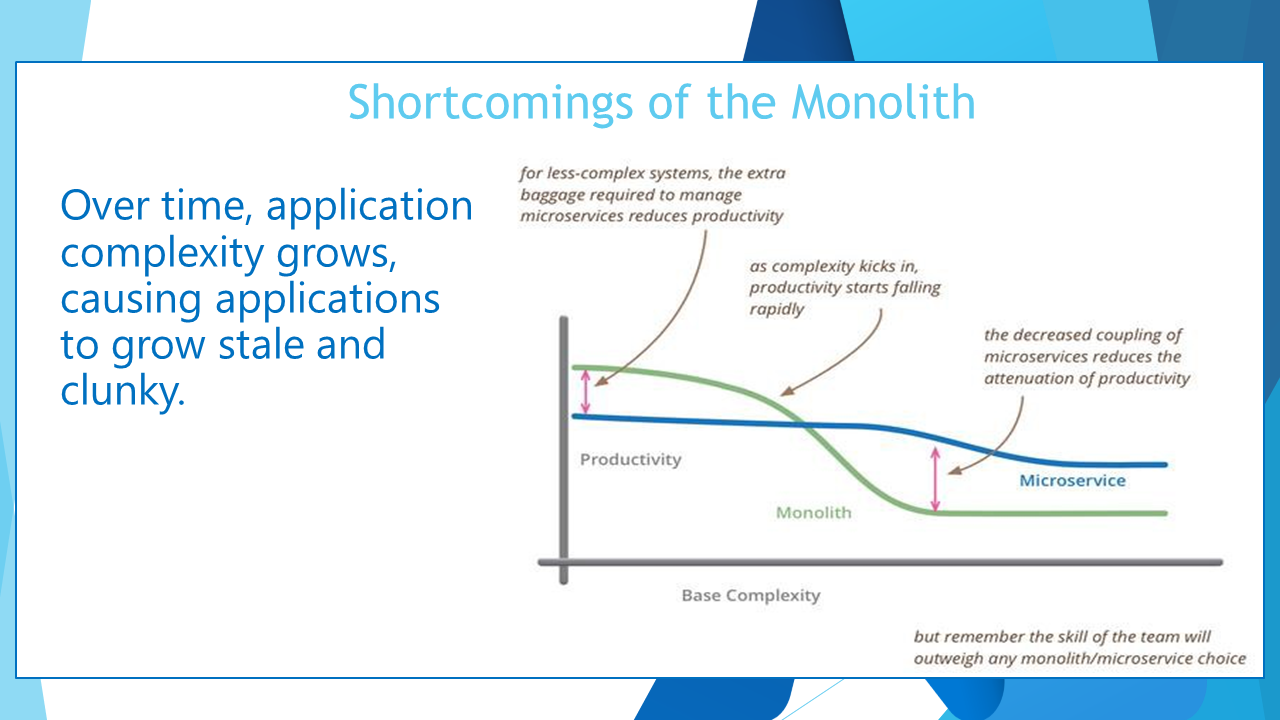 Shortcomings of the Monolith
Over time, application
complexity grows,
causing applications
to grow stale and
clunky.
for less-complex systems, the extra
baggage required to manage
microservices reduces productivity
as complexity kicks in,
productivity starts falling
rapidly
the decreased coupling of
microservices reduces the
attenuation of productivity
Productivity
Microservice
Monolith
Base Complexity
but remember the skill of the team will
outweigh any monolith/microservice choice